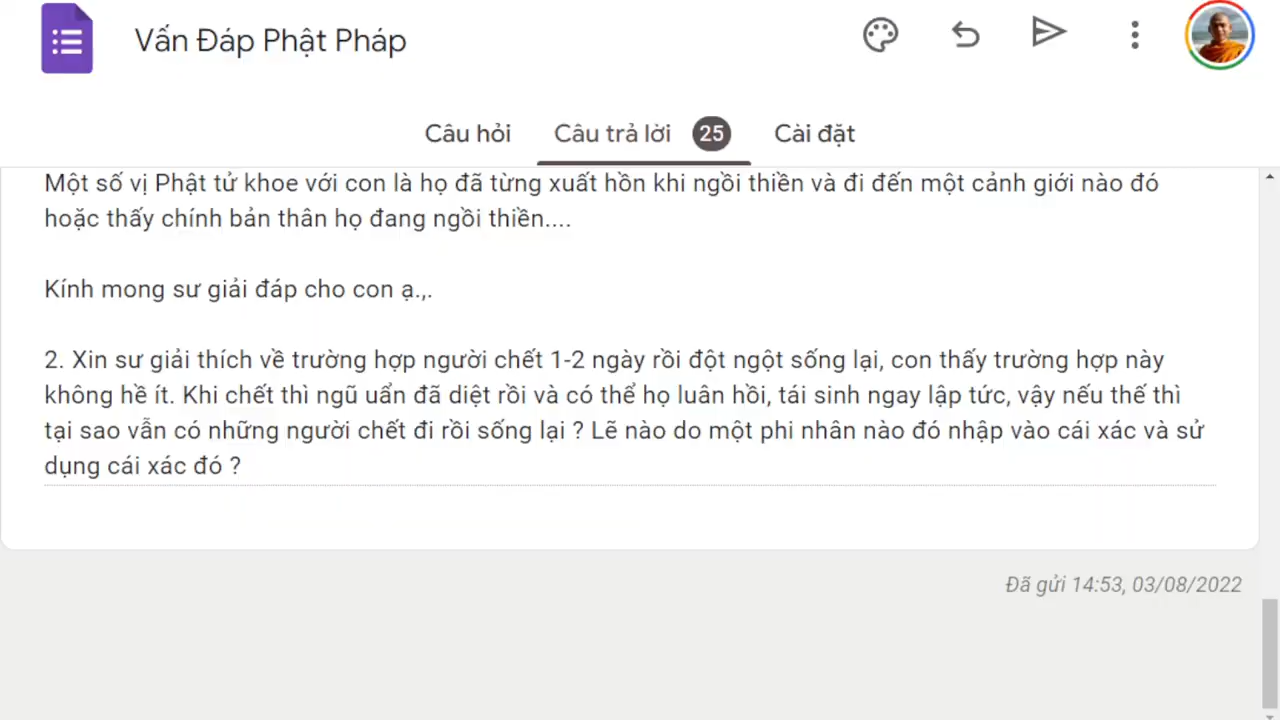 Vấn Đáp Phật Pháp
Câu hỏi
Câu trả lời 25
Cài đặt
Một số vị Phật tử khoe với con là họ đã từng xuất hồn khi ngồi thiền và đi đến một cảnh giới nào đó
hoặc thấy chính bản thân họ đang ngồi thiền....
Kính mong sư giải đáp cho con ạ.,.
2. Xin sư giải thích về trường hợp người chết 1-2 ngày rồi đột ngột sống lại, con thấy trường hợp này
không hề ít. Khi chết thì ngũ uẩn đã diệt rồi và có thể họ luân hồi, tái sinh ngay lập tức, vậy nếu thế thì
tại sao vẫn có những người chết đi rồi sống lại ? Lẽ nào do một phi nhân nào đó nhập vào cái xác và sử
dụng cái xác đó ?
Đã gửi 14:53, 03/08/2022